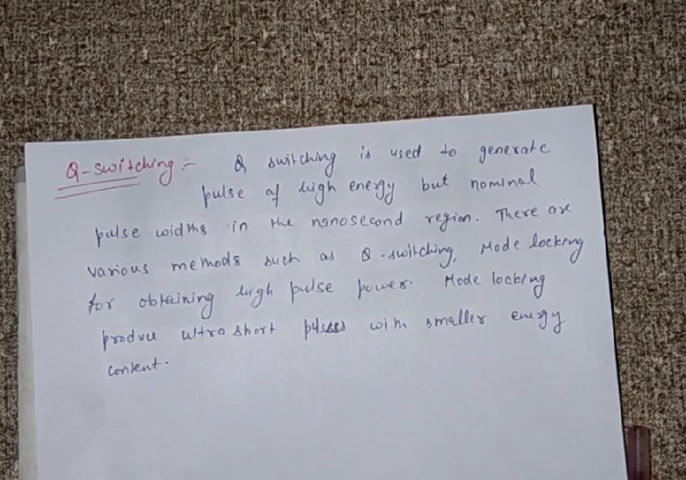 Q-switching :- Q switching is used to generate
pulse of high energy but nominal
pulse widths in the nanosecond region. There are
various methods such as Q-switching, Mode locking
for obtaining high pulse power. Mode locking
produce ultra short pulses with smaller energy
content.